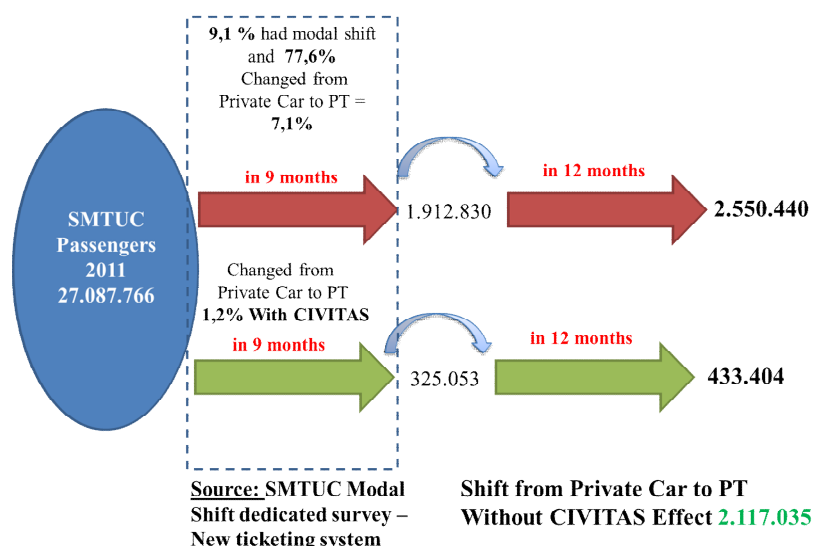 9,1 % had modal shift
and 77,6%
Changed from
Private Car to PT =
7,1%
in 9 months
in 12 months
SMTUC
Passengers
2011
27.087.766
1.912.830
2.550.440
Changed from
Private Car to PT
1,2% With CIVITAS
in 9 months
in 12 months
325.053
433.404
Source: SMTUC Modal
Shift dedicated survey –
New ticketing system
Shift from Private Car to PT
Without CIVITAS Effect 2.117.035